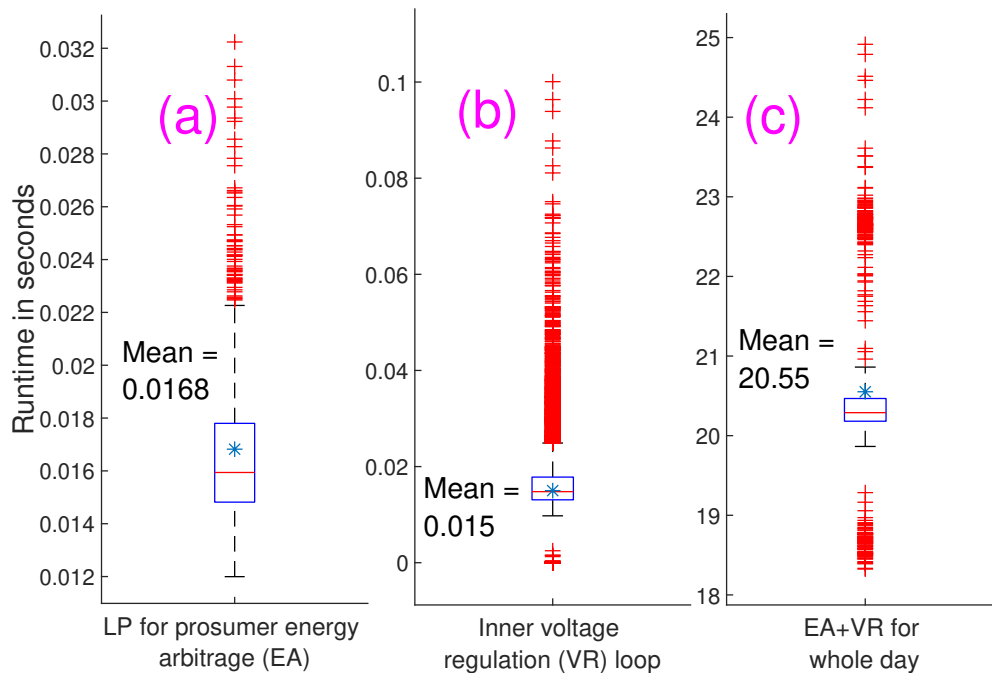 Runtime in seconds
0.032
0.03
0.028
0.026
0.024
0.022
0.02
0.018
0.016
0.014
0.012
(a)
Mean =
0.0168
LP for prosumer energy
arbitrage (EA)
0.1
0.08
0.06
0.04
0.02
0
(b)
Mean =
0.015
Inner voltage
regulation (VR) loop
25
24
23
22
21
20
19
18
(c)
Mean =
20.55
EA+VR for
whole day